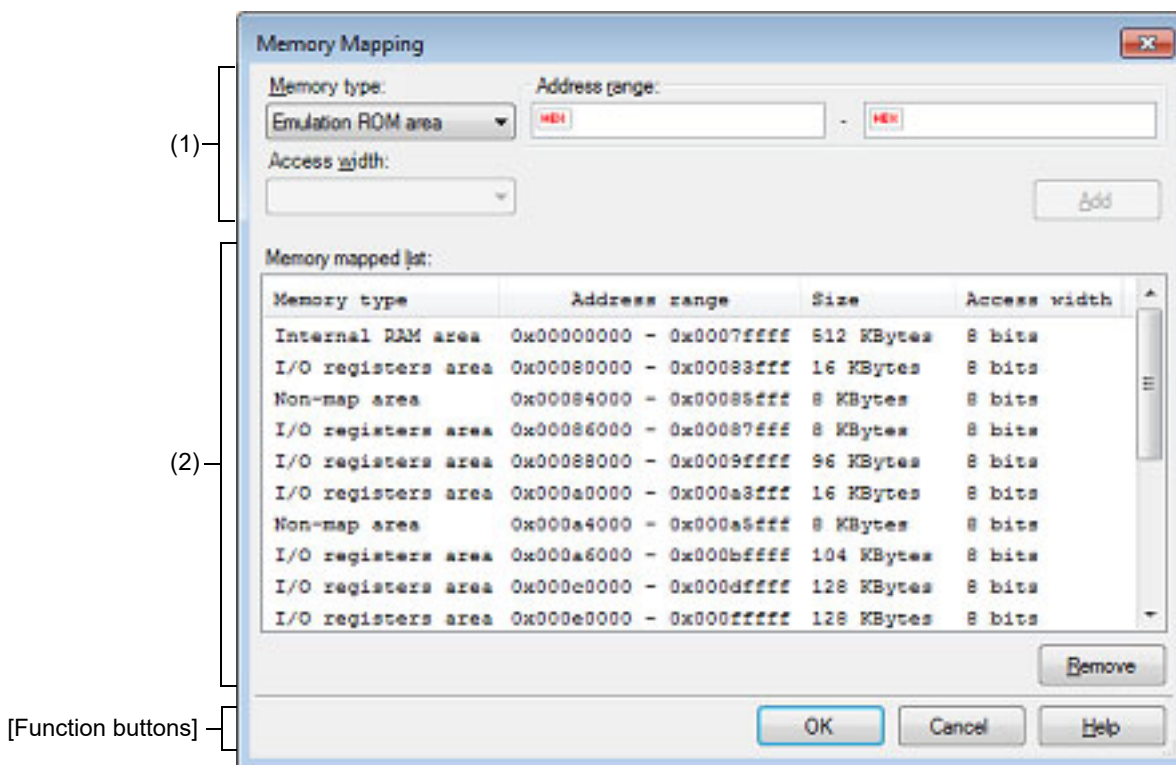 Memory Mapping
(1)
Memory type: Address range:
Emulation ROM area HEX - HEX
Access width:
Add
(2)
Memory mapped list:
Memory type Address range Size Access width
Internal RAM area 0x00000000 - 0x0007ffff 512 KBytes 8 bits
I/O registers area 0x00080000 - 0x00083fff 16 KBytes 8 bits
Non-map area 0x00084000 - 0x00085fff 8 KBytes 8 bits
I/O registers area 0x00086000 - 0x00087fff 8 KBytes 8 bits
I/O registers area 0x00088000 - 0x0009ffff 96 KBytes 8 bits
I/O registers area 0x000a0000 - 0x000a3fff 16 KBytes 8 bits
Non-map area 0x000a4000 - 0x000a5fff 8 KBytes 8 bits
I/O registers area 0x000a6000 - 0x000bffff 104 KBytes 8 bits
I/O registers area 0x000c0000 - 0x000dffff 128 KBytes 8 bits
I/O registers area 0x000e0000 - 0x000fffff 128 KBytes 8 bits
Remove
[Function buttons]
OK Cancel Help